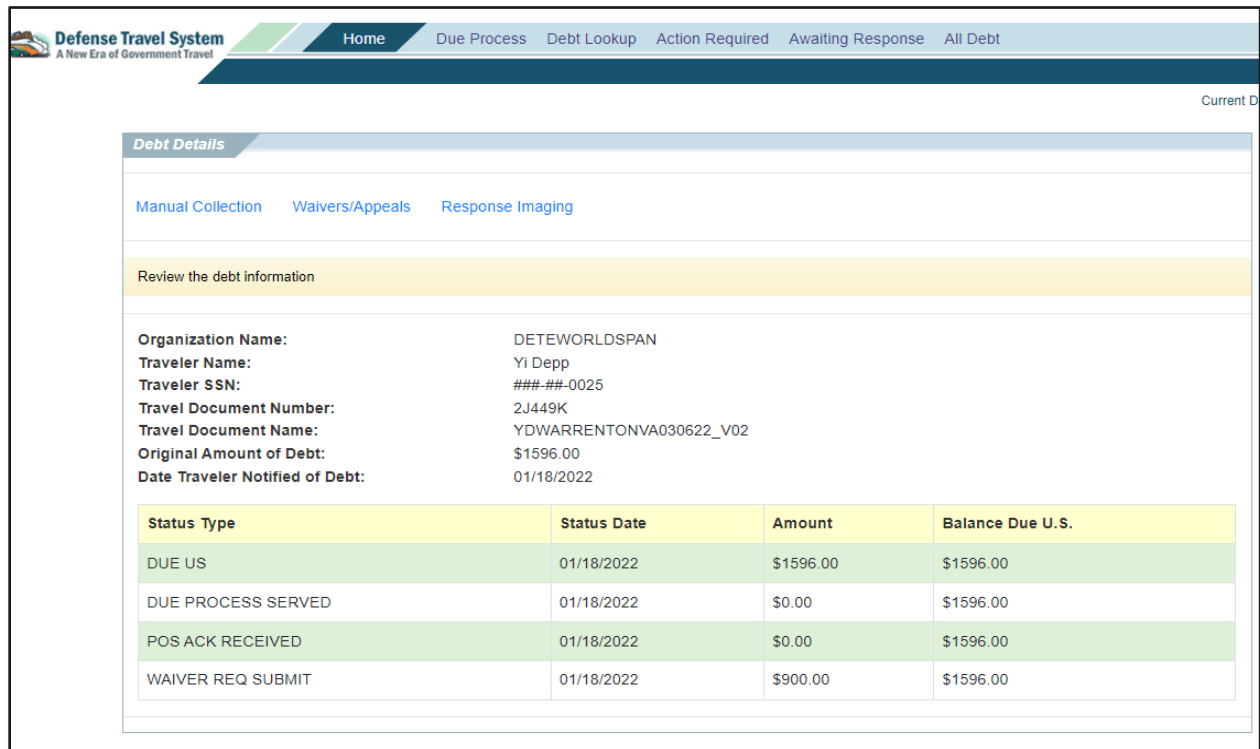 Defense Travel System
A New Era of Government Travel
Home Due Process Debt Lookup Action Required Awaiting Response All Debt
Current D
Debt Details
Manual Collection Waivers/Appeals Response Imaging
Review the debt information
Organization Name: DETEWORLDSPAN
Traveler Name: Yi Depp
Traveler SSN: ###-##-0025
Travel Document Number: 2J449K
Travel Document Name: YDWARRENTONVA030622_V02
Original Amount of Debt: $1596.00
Date Traveler Notified of Debt: 01/18/2022
Status Type Status Date Amount Balance Due U.S.
DUE US 01/18/2022 $1596.00 $1596.00
DUE PROCESS SERVED 01/18/2022 $0.00 $1596.00
POS ACK RECEIVED 01/18/2022 $0.00 $1596.00
WAIVER REQ SUBMIT 01/18/2022 $900.00 $1596.00